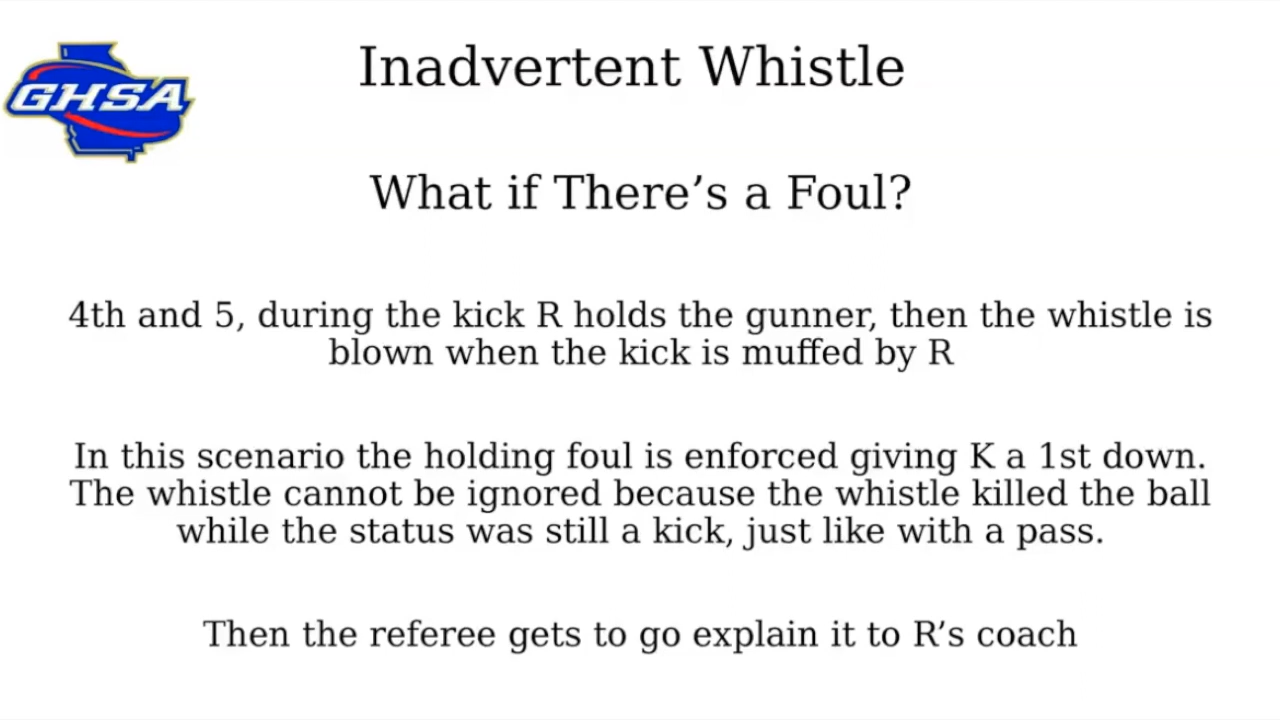 GHSA
Inadvertent Whistle
What if There’s a Foul?
4th and 5, during the kick R holds the gunner, then the whistle is
blown when the kick is muffed by R
In this scenario the holding foul is enforced giving K a 1st down.
The whistle cannot be ignored because the whistle killed the ball
while the status was still a kick, just like with a pass.
Then the referee gets to go explain it to R’s coach